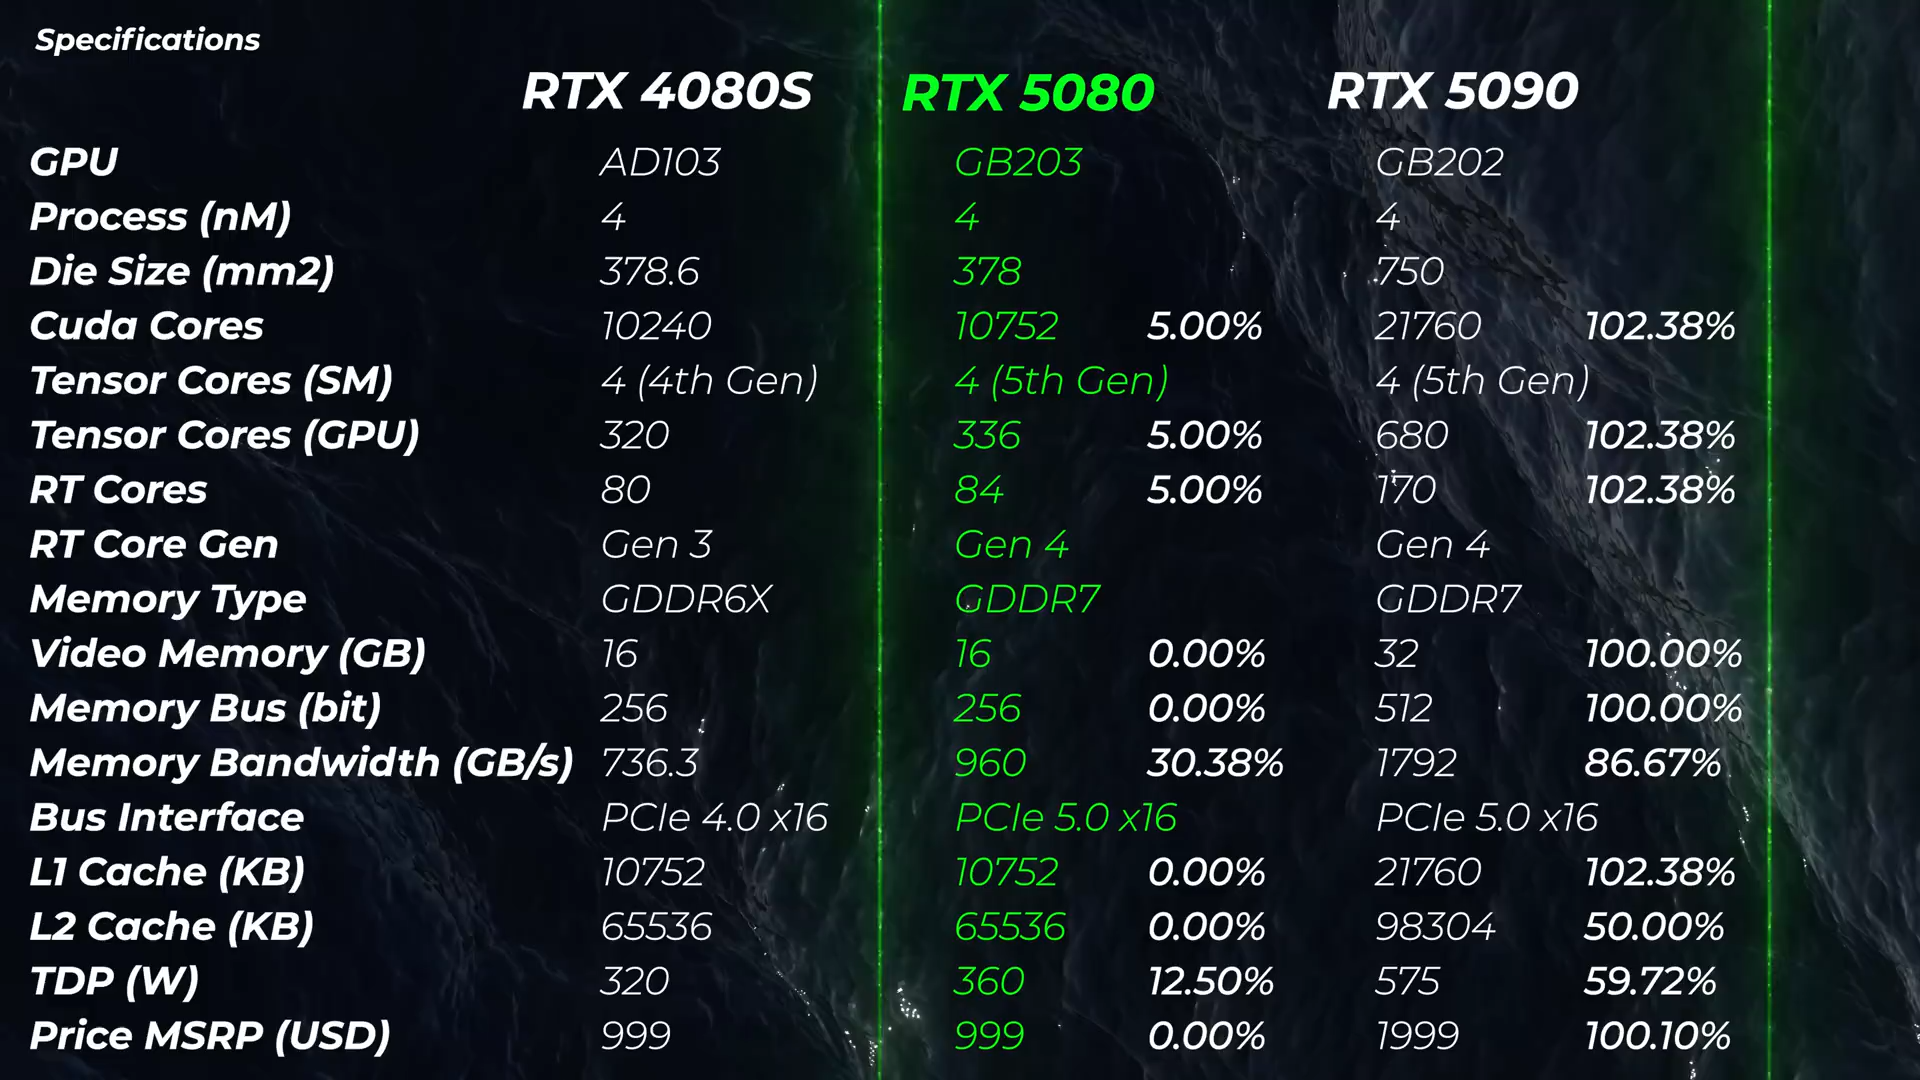 Specifications
RTX 4080S RTX 5080 RTX 5090
GPU AD103 GB203 GB202
Process (nM) 4 4 4
Die Size (mm2) 378.6 378 750
Cuda Cores 10240 10752 5.00% 21760 102.38%
Tensor Cores (SM) 4 (4th Gen) 4 (5th Gen) 4 (5th Gen)
Tensor Cores (GPU) 320 336 5.00% 680 102.38%
RT Cores 80 84 5.00% 170 102.38%
RT Core Gen Gen 3 Gen 4 Gen 4
Memory Type GDDR6X GDDR7 GDDR7
Video Memory (GB) 16 16 0.00% 32 100.00%
Memory Bus (bit) 256 256 0.00% 512 100.00%
Memory Bandwidth (GB/s) 736.3 960 30.38% 1792 86.67%
Bus Interface PCIe 4.0 x16 PCIe 5.0 x16 PCIe 5.0 x16
L1 Cache (KB) 10752 10752 0.00% 21760 102.38%
L2 Cache (KB) 65536 65536 0.00% 98304 50.00%
TDP (W) 320 360 12.50% 575 59.72%
Price MSRP (USD) 999 999 0.00% 1999 100.10%